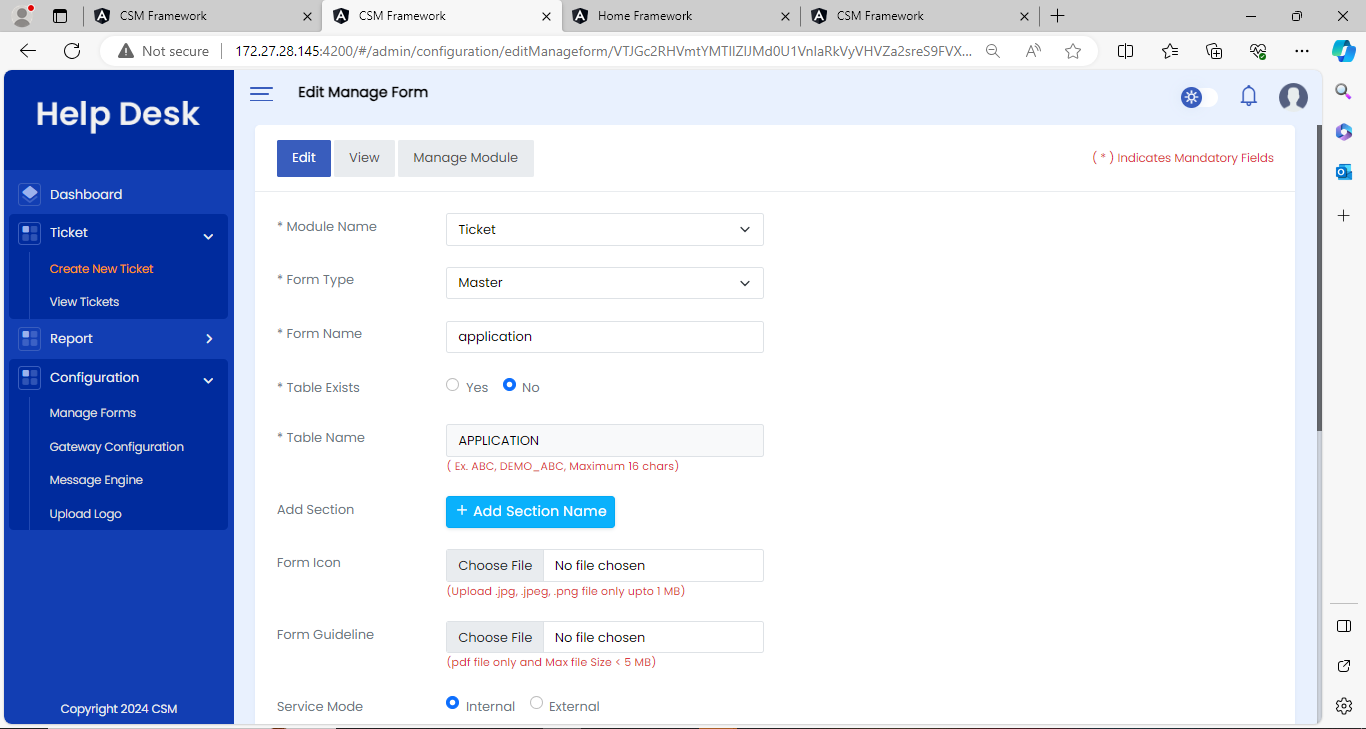 CSM Framework
CSM Framework
Home Framework
CSM Framework
Not secure
172.27.28.145:4200/#/admin/configuration/editManageform/
Help Desk
Edit Manage Form
Edit View Manage Module
( * ) Indicates Mandatory Fields
Dashboard
Ticket
Create New Ticket
View Tickets
Report
Configuration
Manage Forms
Gateway Configuration
Message Engine
Upload Logo
Copyright 2024 CSM
* Module Name Ticket
* Form Type Master
* Form Name application
* Table Exists Yes No
* Table Name APPLICATION
( Ex. ABC, DEMO_ABC, Maximum 16 chars)
Add Section + Add Section Name
Form Icon Choose File No file chosen
(Upload .jpg, .jpeg, .png file only upto 1 MB)
Form Guideline Choose File No file chosen
(pdf file only and Max file Size < 5 MB)
Service Mode Internal External